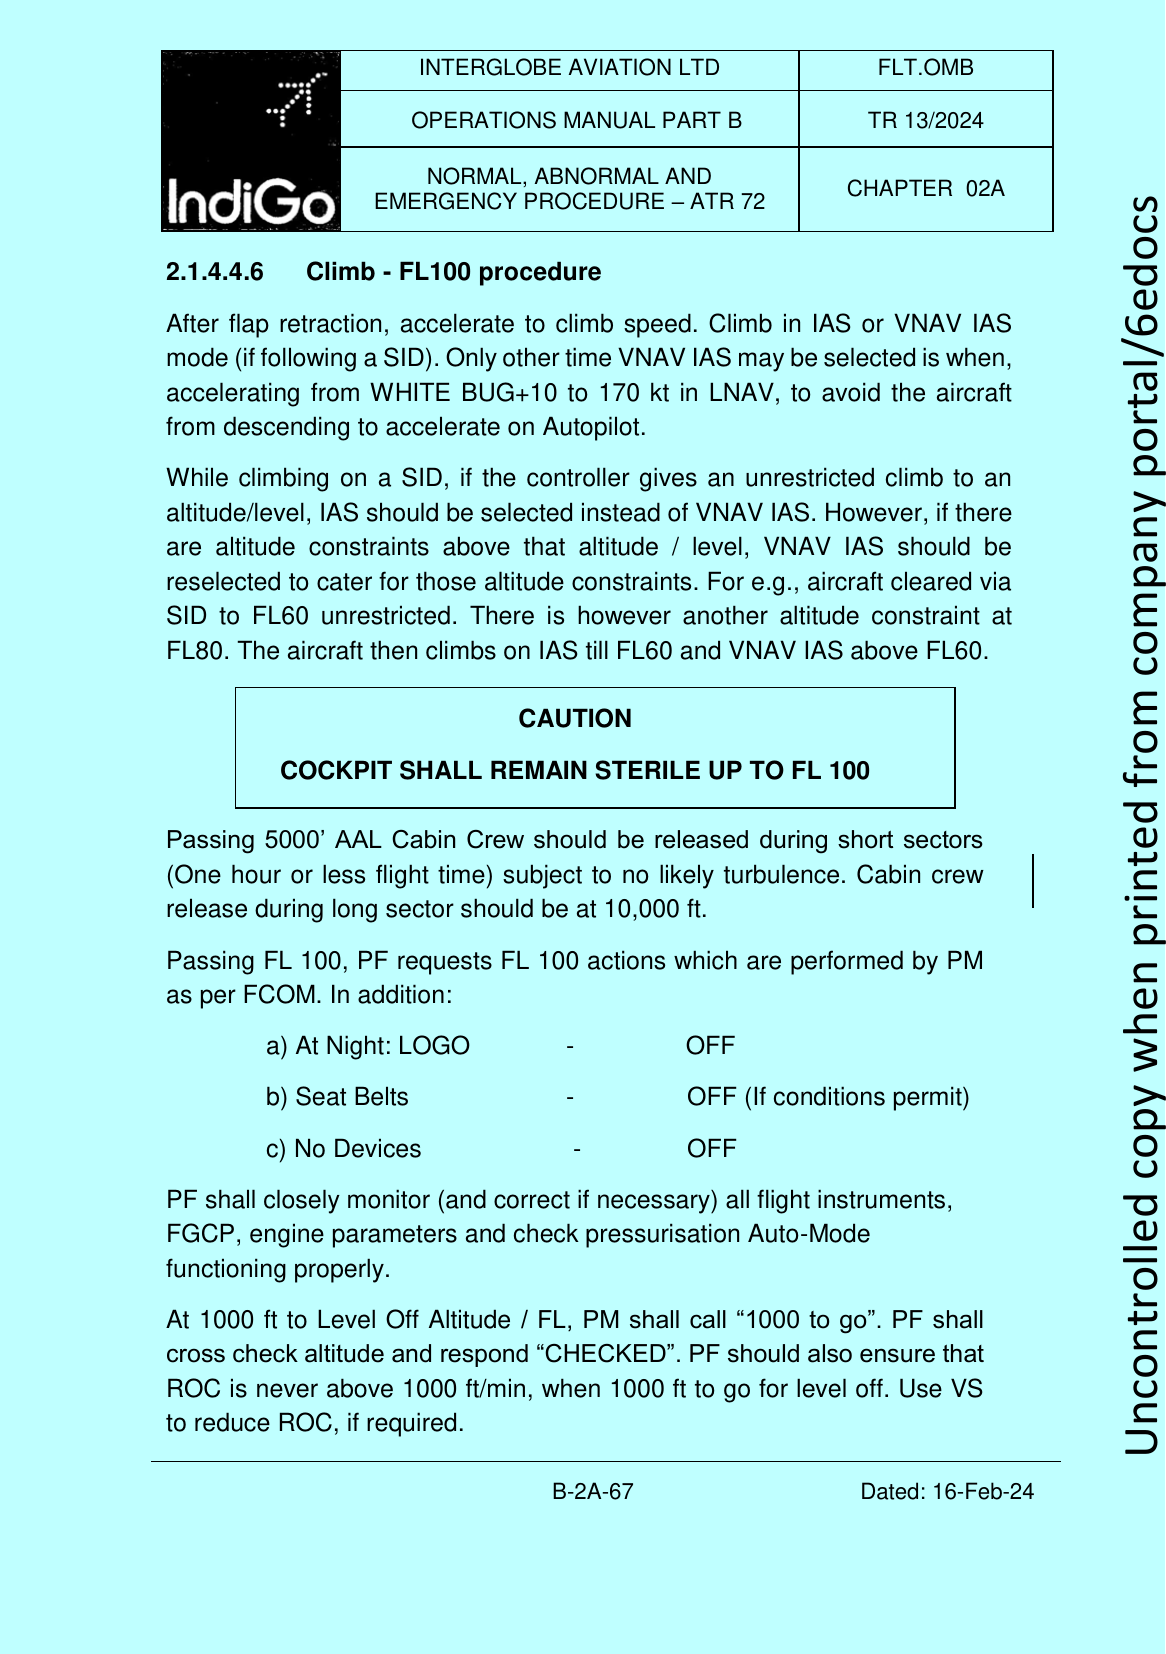 INTERGLOBE AVIATION LTD
FLT.OMB
OPERATIONS MANUAL PART B
TR 13/2024
IndiGo
NORMAL, ABNORMAL AND
EMERGENCY PROCEDURE – ATR 72
CHAPTER 02A
2.1.4.4.6 Climb - FL100 procedure
After flap retraction, accelerate to climb speed. Climb in IAS or VNAV IAS
mode (if following a SID). Only other time VNAV IAS may be selected is when,
accelerating from WHITE BUG+10 to 170 kt in LNAV, to avoid the aircraft
from descending to accelerate on Autopilot.
While climbing on a SID, if the controller gives an unrestricted climb to an
altitude/level, IAS should be selected instead of VNAV IAS. However, if there
are altitude constraints above that altitude / level, VNAV IAS should be
reselected to cater for those altitude constraints. For e.g., aircraft cleared via
SID to FL60 unrestricted. There is however another altitude constraint at
FL80. The aircraft then climbs on IAS till FL60 and VNAV IAS above FL60.
CAUTION
COCKPIT SHALL REMAIN STERILE UP TO FL 100
Passing 5000’ AAL Cabin Crew should be released during short sectors
(One hour or less flight time) subject to no likely turbulence. Cabin crew
release during long sector should be at 10,000 ft.
Passing FL 100, PF requests FL 100 actions which are performed by PM
as per FCOM. In addition:
a) At Night: LOGO - OFF
b) Seat Belts - OFF (If conditions permit)
c) No Devices - OFF
PF shall closely monitor (and correct if necessary) all flight instruments,
FGCP, engine parameters and check pressurisation Auto-Mode
functioning properly.
At 1000 ft to Level Off Altitude / FL, PM shall call “1000 to go”. PF shall
cross check altitude and respond “CHECKED”. PF should also ensure that
ROC is never above 1000 ft/min, when 1000 ft to go for level off. Use VS
to reduce ROC, if required.
B-2A-67
Dated: 16-Feb-24
Uncontrolled copy when printed from company portal/6edocs